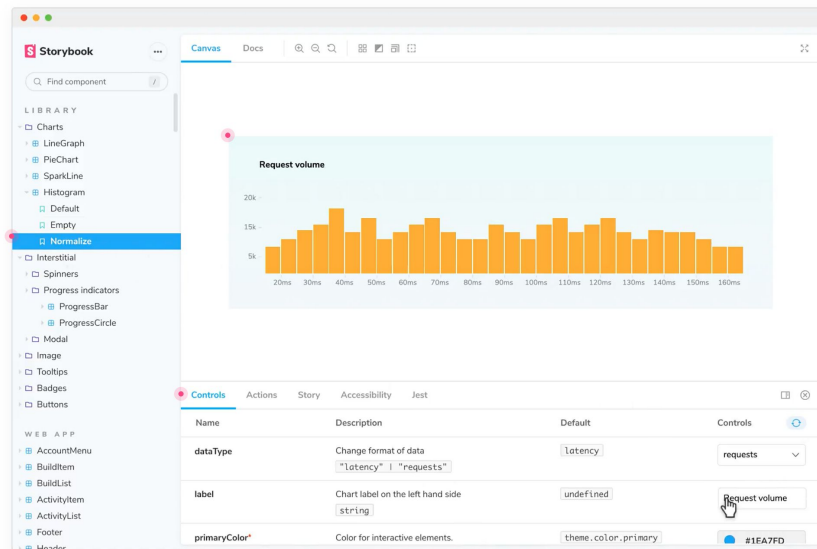 Storybook
Canvas
Docs
Find component
/
LIBRARY
Charts
LineGraph
PieChart
SparkLine
Histogram
Default
Empty
Normalize
Interstitial
Spinners
Progress indicators
ProgressBar
ProgressCircle
Modal
Image
Tooltips
Badges
Buttons
WEB APP
AccountMenu
BuildItem
BuildList
ActivityItem
ActivityList
Footer
Header
Request volume
20k
15k
5k
20ms 30ms 40ms 50ms 60ms 70ms 80ms 90ms 100ms 110ms 120ms 130ms 140ms 150ms 160ms
Controls Actions Story Accessibility Jest
Name Description Default Controls
dataType Change format of data latency requests
"latency" | "requests"
label Chart label on the left hand side undefined Request volume
string
primaryColor* Color for interactive elements. theme.color.primary #1EA7FD